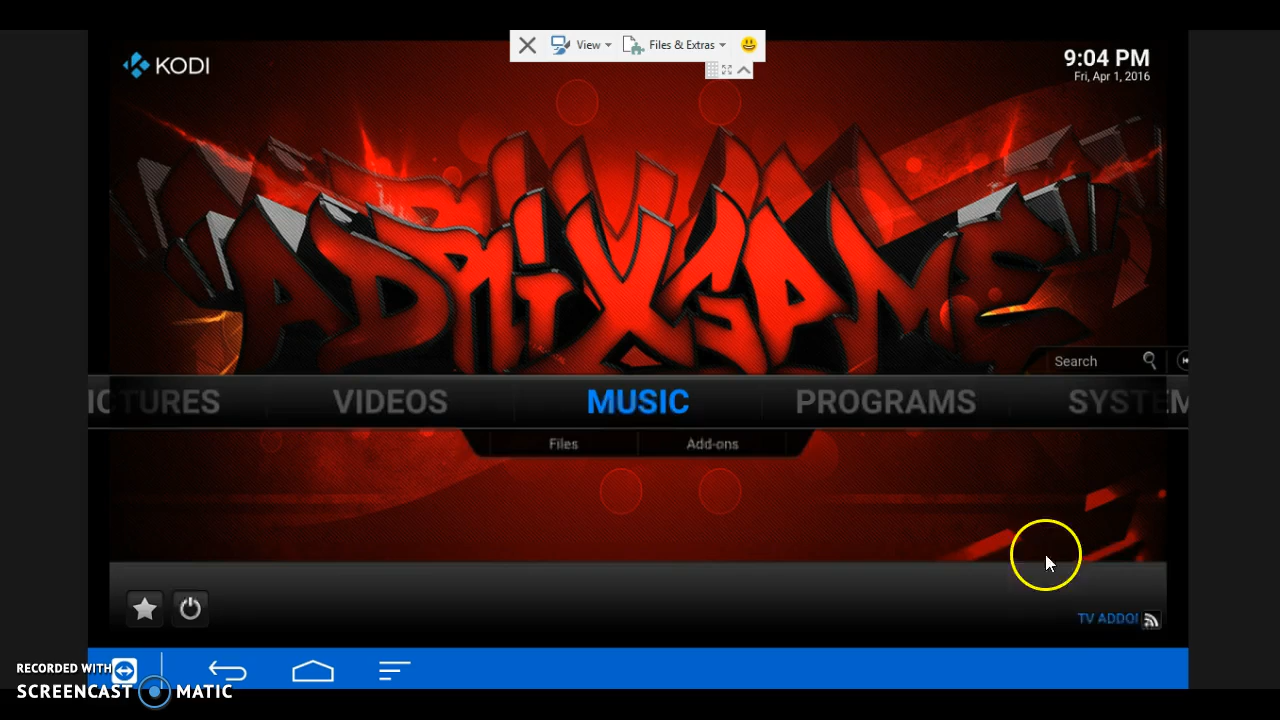 View
Files & Extras
KODI
9:04 PM
Fri, Apr 1, 2016
ADRIXGAME
Search
ICTURES
VIDEOS
MUSIC
PROGRAMS
SYSTEM
Files
Add-ons
TV ADDO
RECORDED WITH
SCREENCAST MATIC